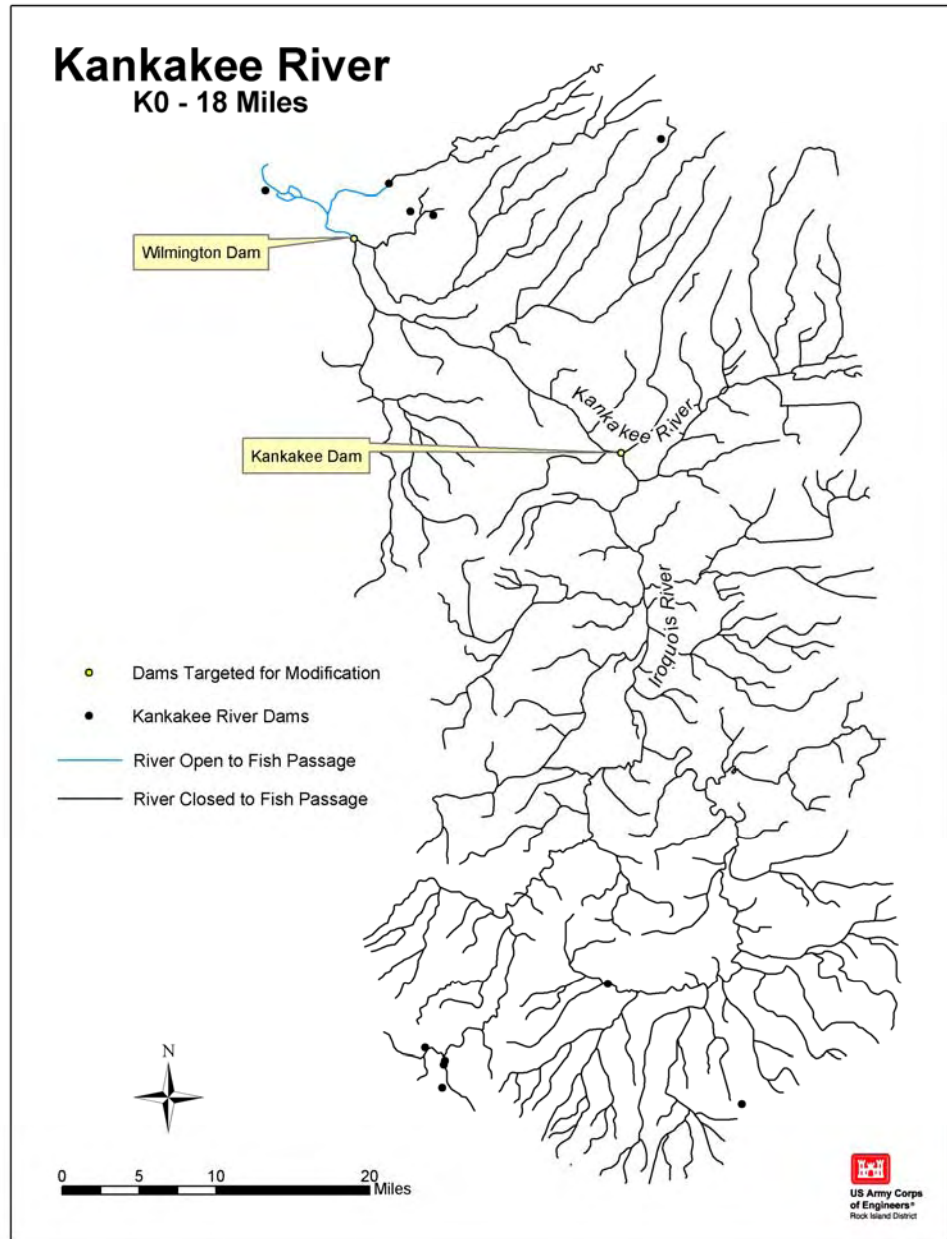 Kankakee River
K0 - 18 Miles
Wilmington Dam
Kankakee River
Kankakee Dam
Iroquois River
Dams Targeted for Modification
Kankakee River Dams
River Open to Fish Passage
River Closed to Fish Passage
N
0 5 10 20
Miles
US Army Corps
of Engineers®
Rock Island District